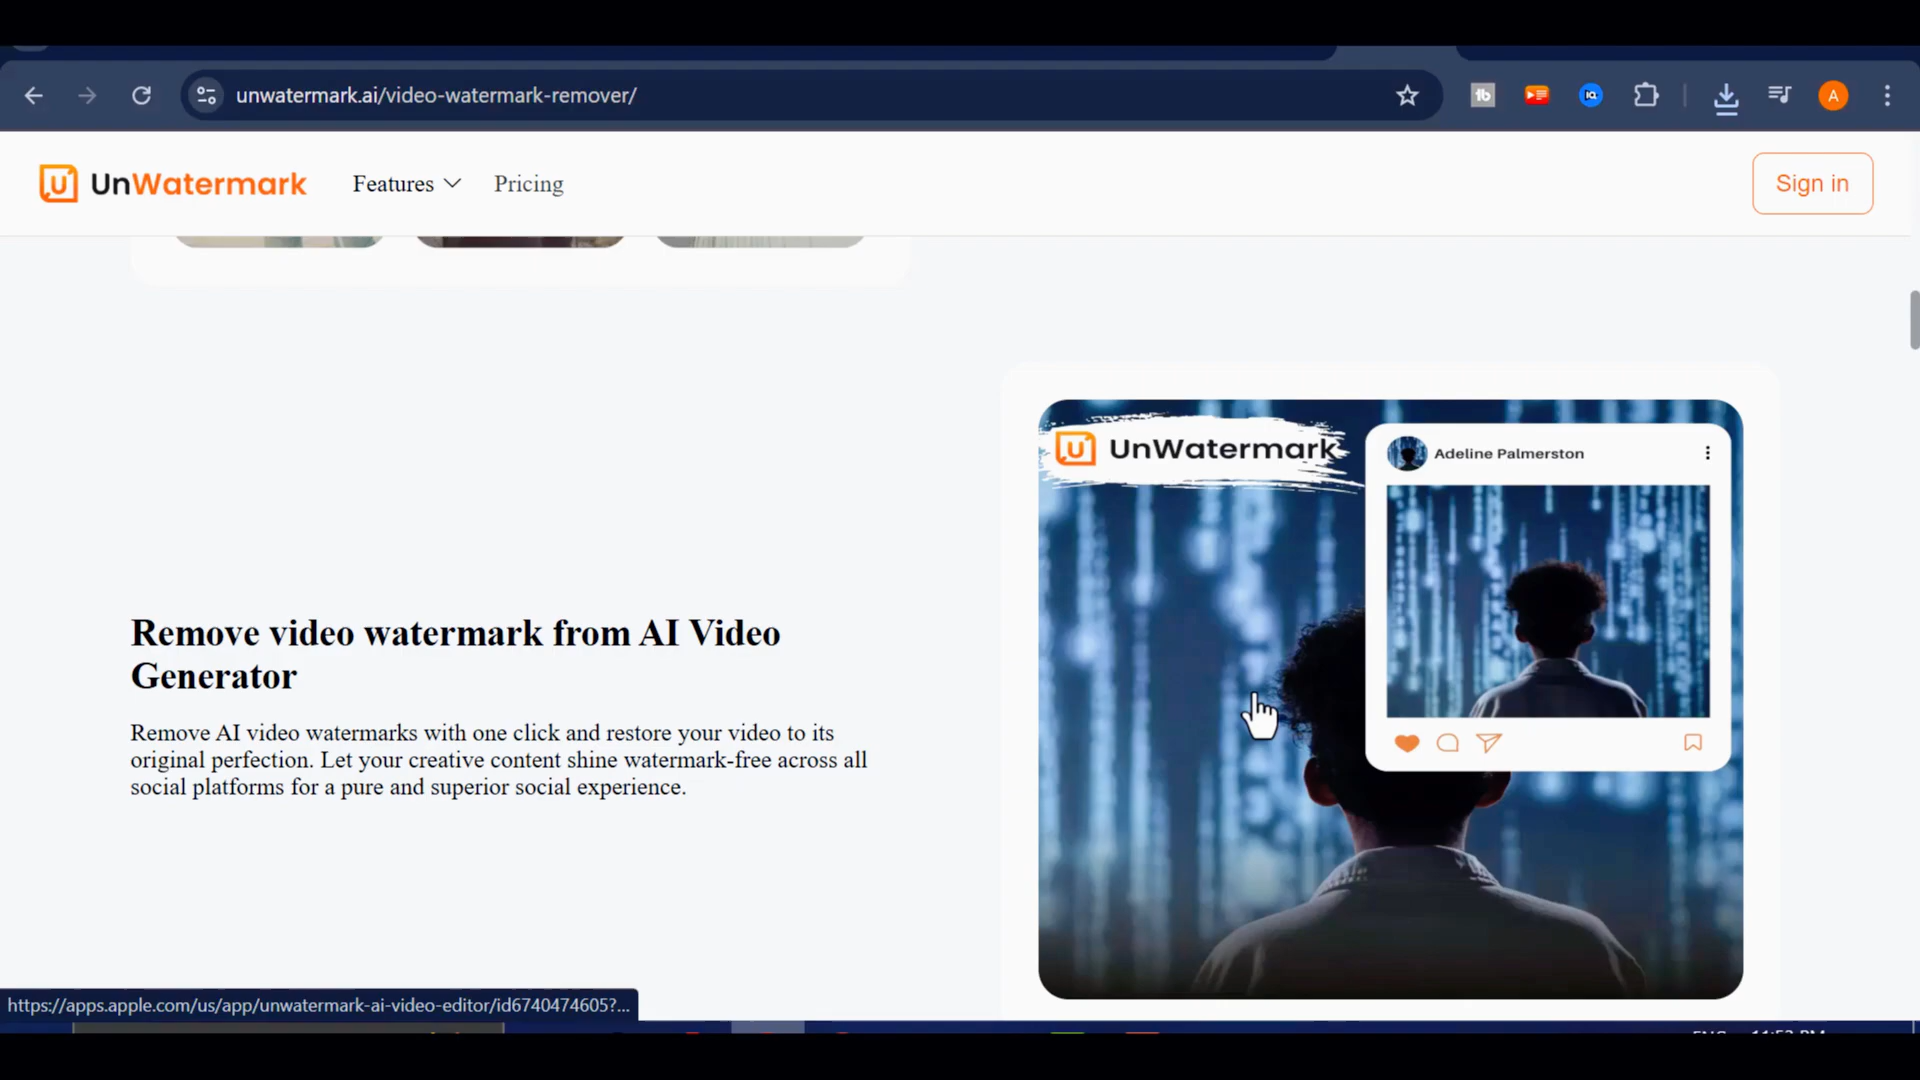 unwatermark.ai/video-watermark-remover/
A
UnWatermark
Features
Pricing
Sign in
UnWatermark
Adeline Palmerston
Remove video watermark from AI Video
Generator
Remove AI video watermarks with one click and restore your video to its
original perfection. Let your creative content shine watermark-free across all
social platforms for a pure and superior social experience.
https://apps.apple.com/us/app/unwatermark-ai-video-editor/id6740474605?...